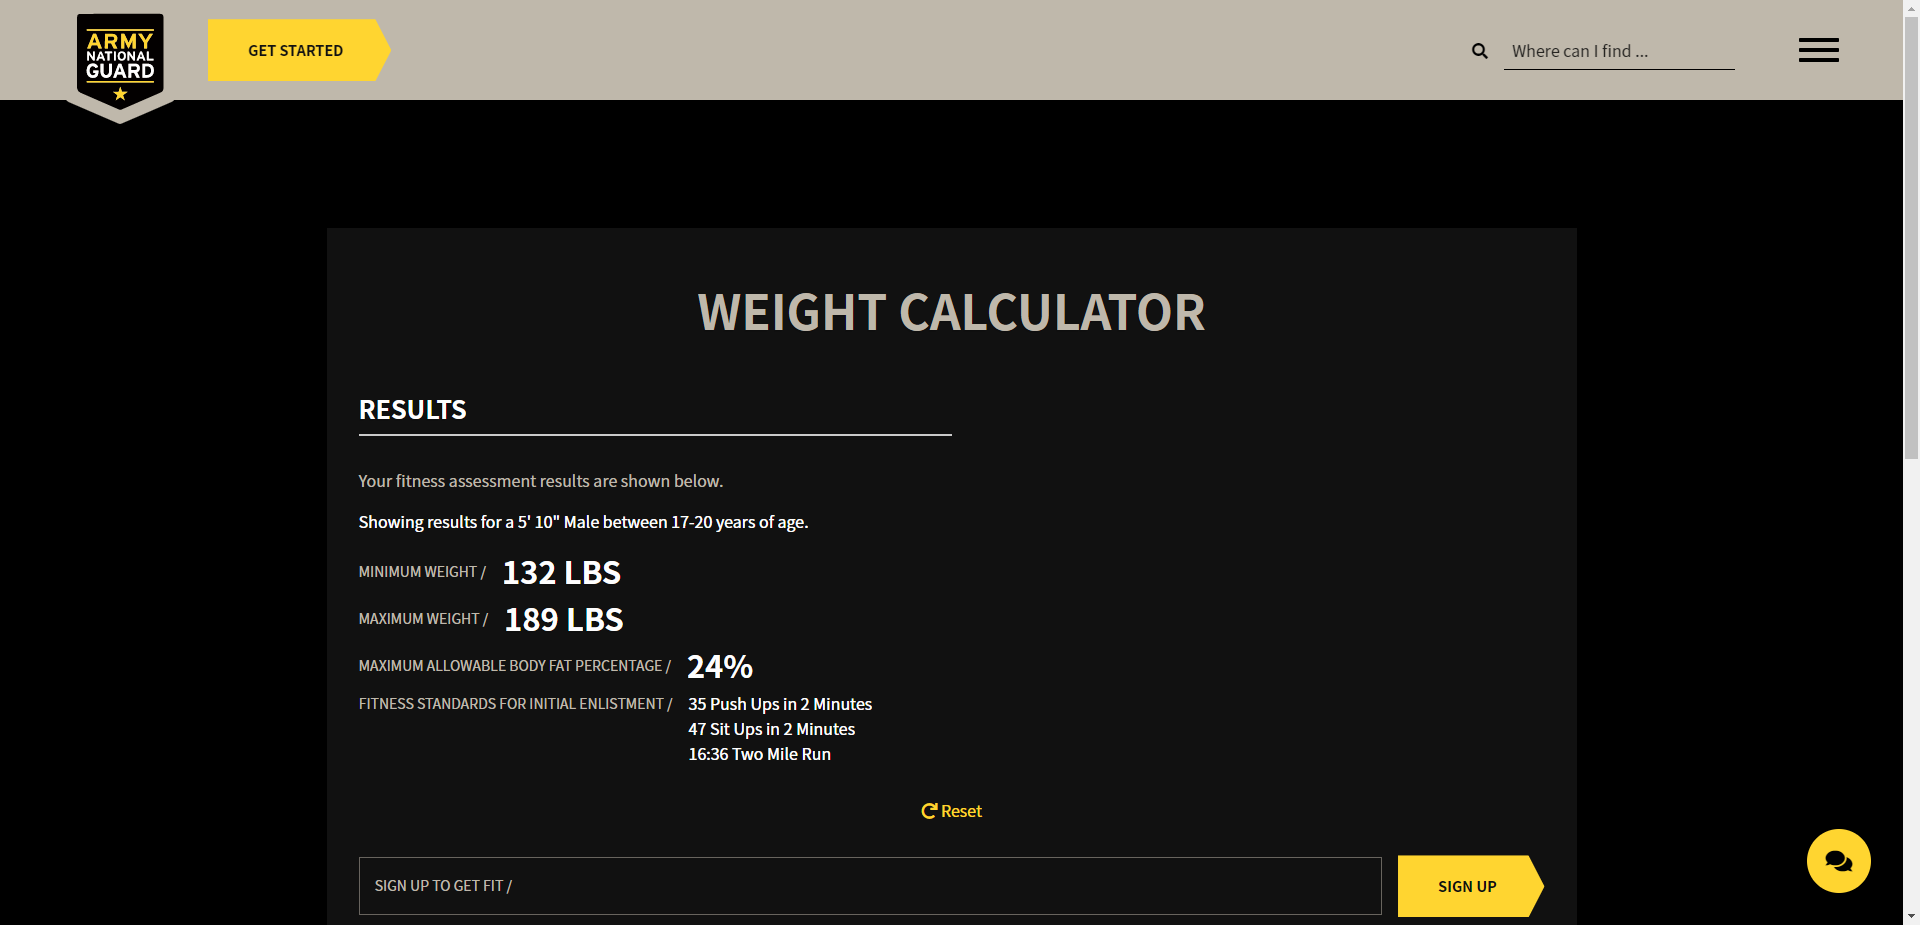 ARMY
NATIONAL
GUARD
GET STARTED
Where can I find ...
WEIGHT CALCULATOR
RESULTS
Your fitness assessment results are shown below.
Showing results for a 5' 10" Male between 17-20 years of age.
MINIMUM WEIGHT / 132 LBS
MAXIMUM WEIGHT / 189 LBS
MAXIMUM ALLOWABLE BODY FAT PERCENTAGE / 24%
FITNESS STANDARDS FOR INITIAL ENLISTMENT / 35 Push Ups in 2 Minutes
47 Sit Ups in 2 Minutes
16:36 Two Mile Run
Reset
SIGN UP TO GET FIT /
SIGN UP